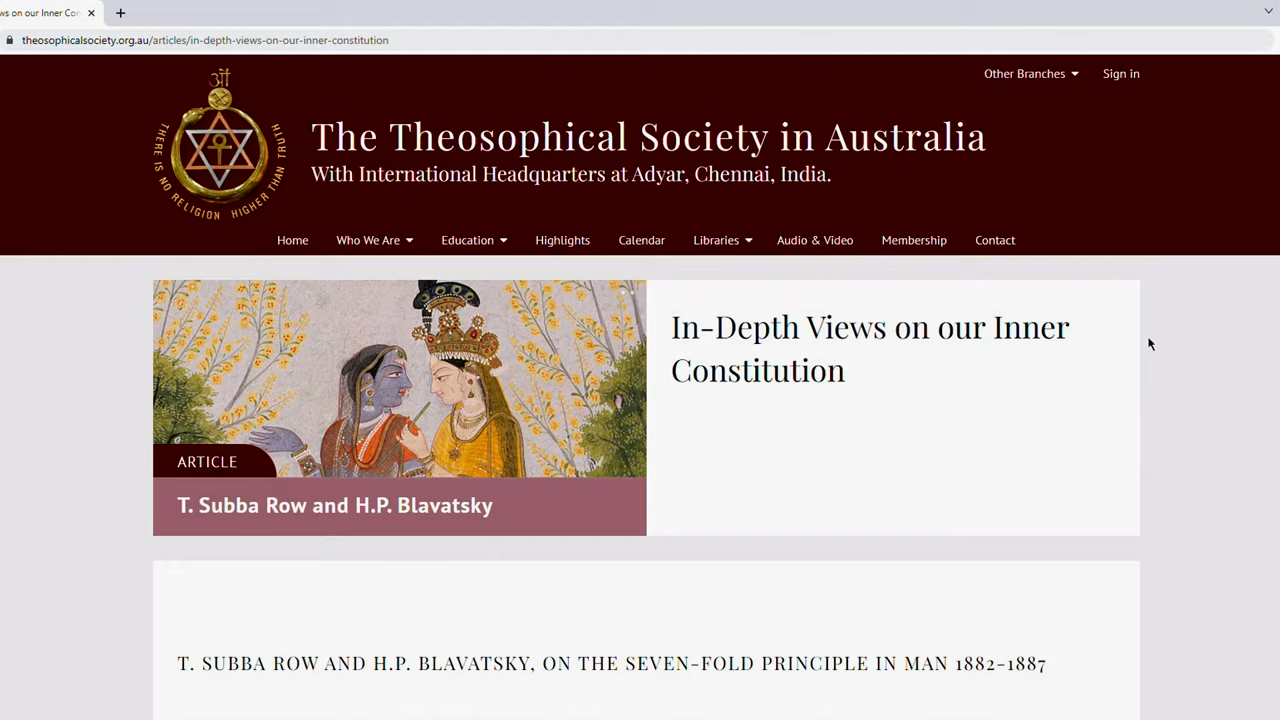 ws on our Inner Con
theosophicalsociety.org.au/articles/in-depth-views-on-our-inner-constitution
Other Branches
Sign in
ओं
THERE IS NO RELIGION HIGHER THAN TRUTH
The Theosophical Society in Australia
With International Headquarters at Adyar, Chennai, India.
Home Who We Are Education Highlights Calendar Libraries Audio & Video Membership Contact
In-Depth Views on our Inner
Constitution
ARTICLE
T. Subba Row and H.P. Blavatsky
T. SUBBA ROW AND H.P. BLAVATSKY, ON THE SEVEN-FOLD PRINCIPLE IN MAN 1882-1887